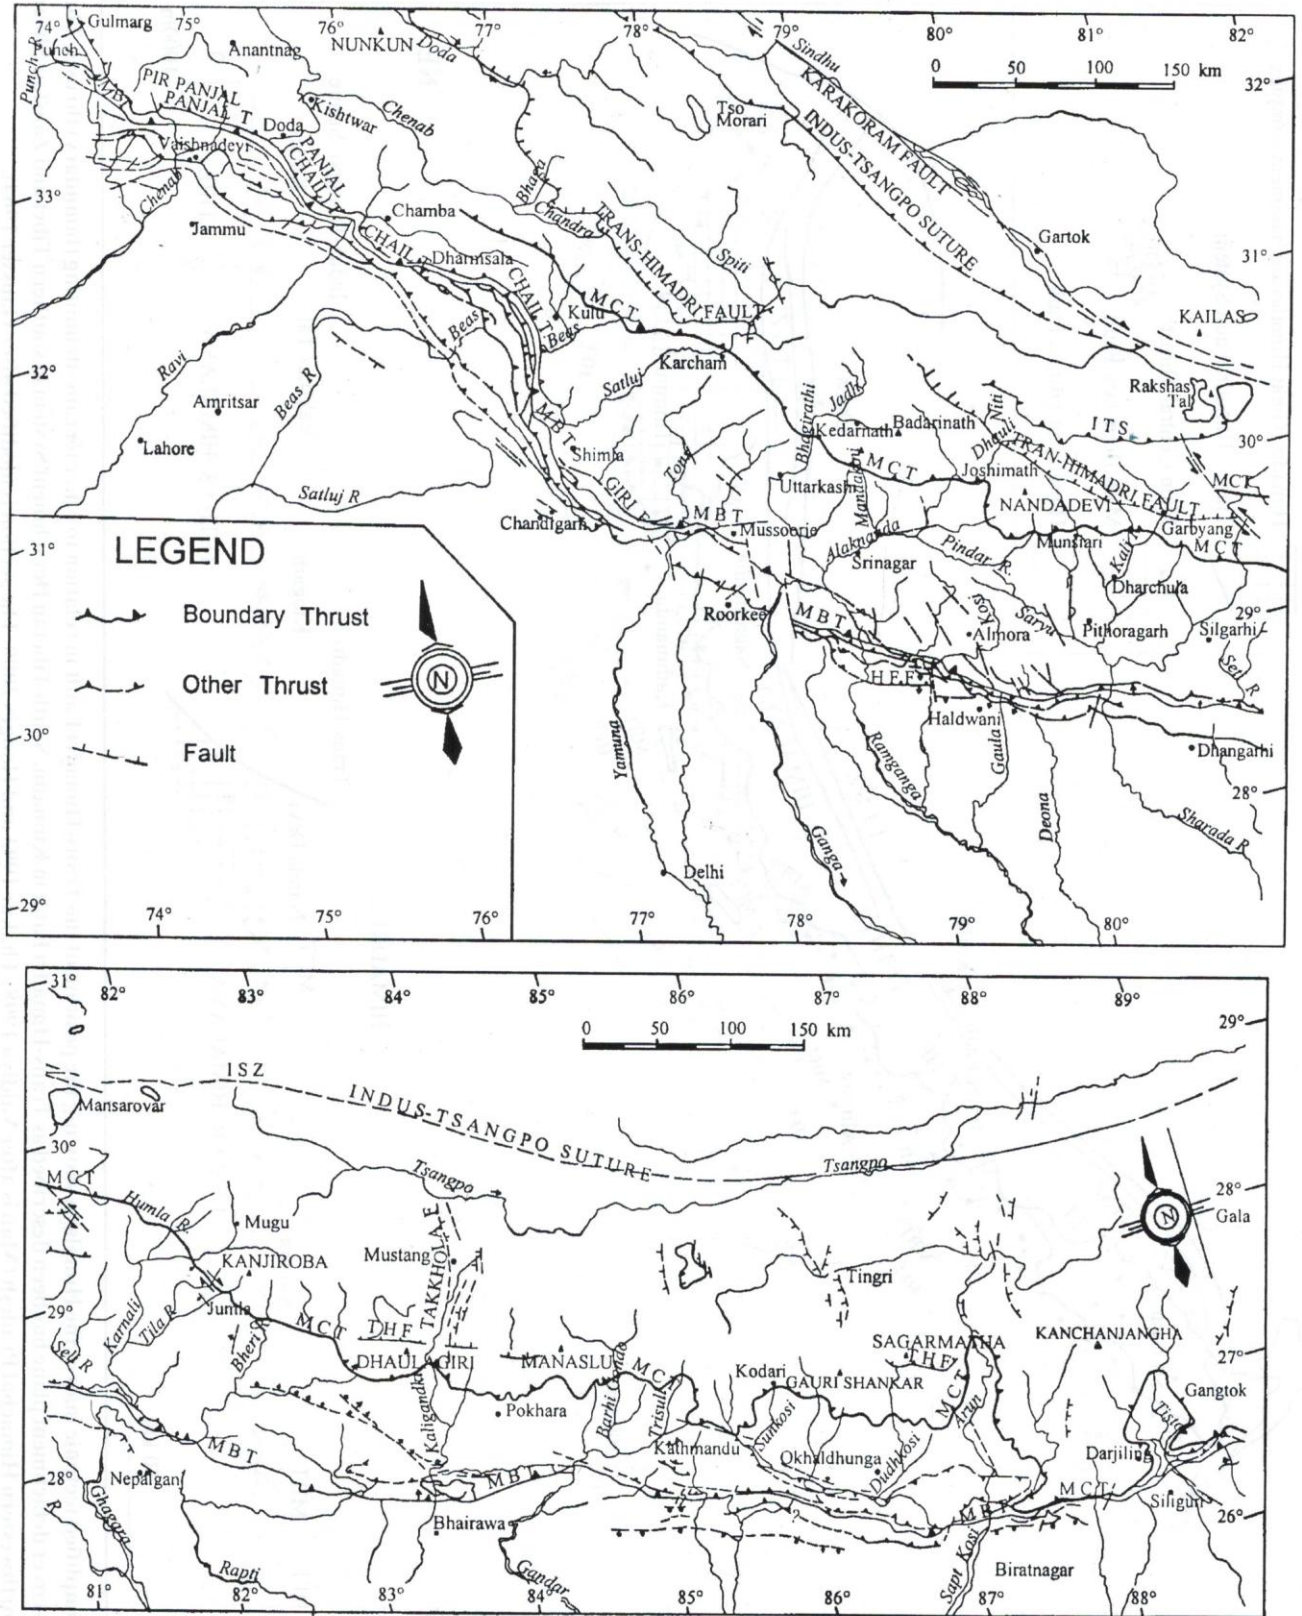 74° 75° 76° 77° 78° 79° 80° 81° 82°
Gulmarg
Punch
Anantnag
NUNKUN
Doda
Sindhu
0 50 100 150 km
32°
PIR PANJAL
PANJAL T
Kishtwar
Chenab
Doda
Vaishnadevi
PANJAL
CHAIL T
Tso
Morari
KARAKORAM FAULT
INDUS-TSANGPO SUTURE
33°
Chenab
Jammu
Chamba
Bhaga
Chandra
TRANS-HIMADRI FAULT
Spiti
Gartok
31°
CHAIL
Dharmsala
CHAIL T
MCT
Kulu
Beas
Beas
KAILAS
32°
Ravi
Beas R
Satluj
Karcham
Amritsar
Lahore
Rakshas
Tal
Jadh
Bhagirathi
Kedarnath
Badarinath
Niti
Dhauli
ITS
30°
MBT
Shimla
Tons
MCT
Joshimath
TRAN-HIMADRI FAULT
MCT
Satluj R
GIRI F
Uttarkashi
Mandakini
NANDADEVI
Chandigarh
MBT
Mussoorie
Alaknanda
Srinagar
Pindar R.
Munsiari
Kali R
Garbyang
MCT
31°
LEGEND
Boundary Thrust
Other Thrust
Fault
N
Dharchula
Roorkee
MBT
Kosi
Almora
Saryu
Pithoragarh
Silgarhi
29°
Seti R
HFF
Haldwani
30°
Yamuna
Ramganga
Gaula
Dhangarhi
28°
Deona
Sharada R
Ganga
Delhi
29°
74° 75° 76° 77° 78° 79° 80°
31°
82° 83° 84° 85° 86° 87° 88° 89°
29°
0 50 100 150 km
ISZ
INDUS-TSANGPO SUTURE
Mansarovar
30°
Tsangpo
Tsangpo
28°
MCT
Humla R.
Mugu
N
Gala
Mustang
TAKKHOLA F
KANJIROBA
Tingri
29°
Jumla
Karnali
Tila R
Bheri R
MCT
THF
SAGARMATHA
KANCHANJANGHA
27°
Seti R
DHAULAGIRI
MANASLU
MCT
Kodari
GAURI SHANKAR
THF
MCT
Arun
Gangtok
Tista
Pokhara
Kaligandki
Trisuli
Kathmandu
Sunkosi
Okhaldhunga
Dudhkosi
Darjiling
MBT
28°
Nepalganj
MBT
MBT
MCT
Siliguri
26°
Ghagara
R
Bhairawa
?
Sapt Kosi
Biratnagar
Rapti
Gandar
81° 82° 83° 84° 85° 86° 87° 88°